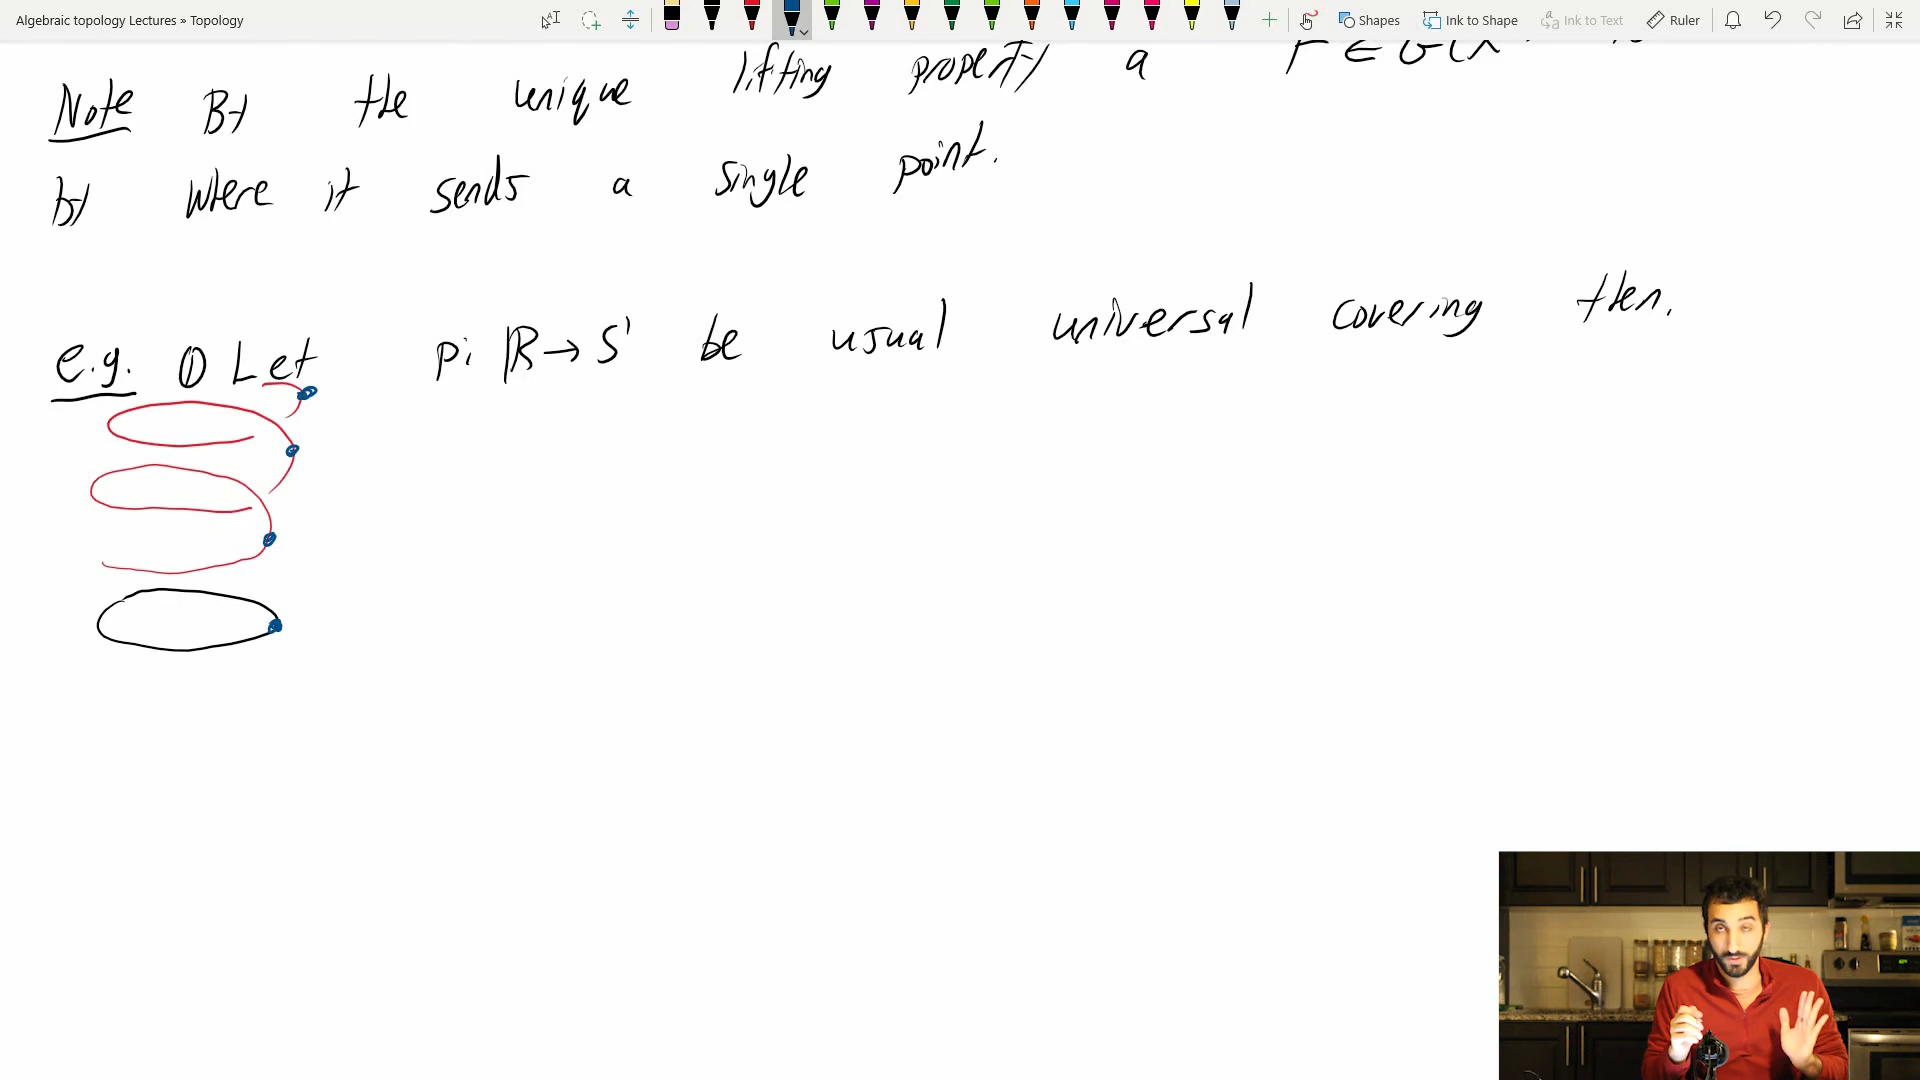 Algebraic topology Lectures » Topology
Shapes Ink to Shape Ink to Text Ruler
Note By the unique lifting property a
by where it sends a single point.
e.g. ① Let p: ℝ → S¹ be usual universal covering then.